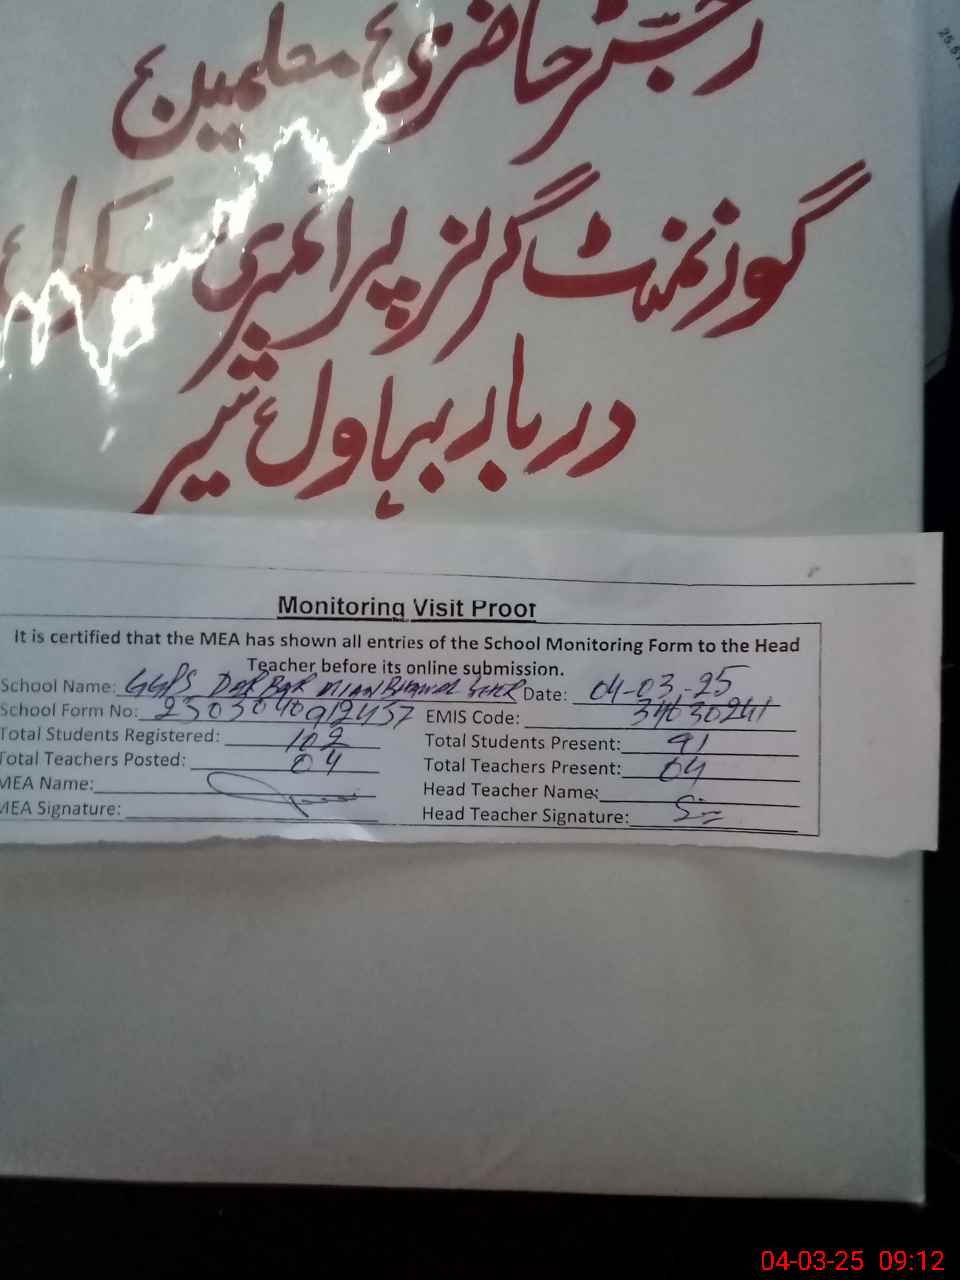 رجسٹر حاضری معلمین
گورنمنٹ گرلز پرائمری سکول
دربار بہاول شیر
Monitoring Visit Proof
It is certified that the MEA has shown all entries of the School Monitoring Form to the Head
Teacher before its online submission.
School Name: GGPS DARBAR MIAN BHAWAL SHER Date: 04-03-25
School Form No: 2303040912437 EMIS Code: 34630241
Total Students Registered: 102 Total Students Present: 91
Total Teachers Posted: 04 Total Teachers Present: 04
MEA Name: Head Teacher Name:
MEA Signature: Head Teacher Signature:
04-03-25 09:12